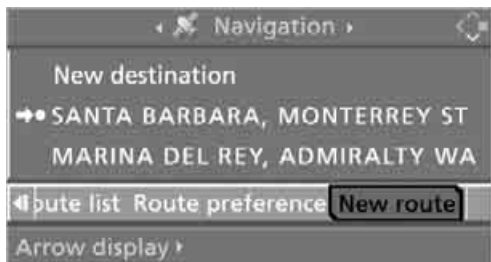 Navigation
New destination
SANTA BARBARA, MONTERREY ST
MARINA DEL REY, ADMIRALTY WA
oute list Route preference New route
Arrow display